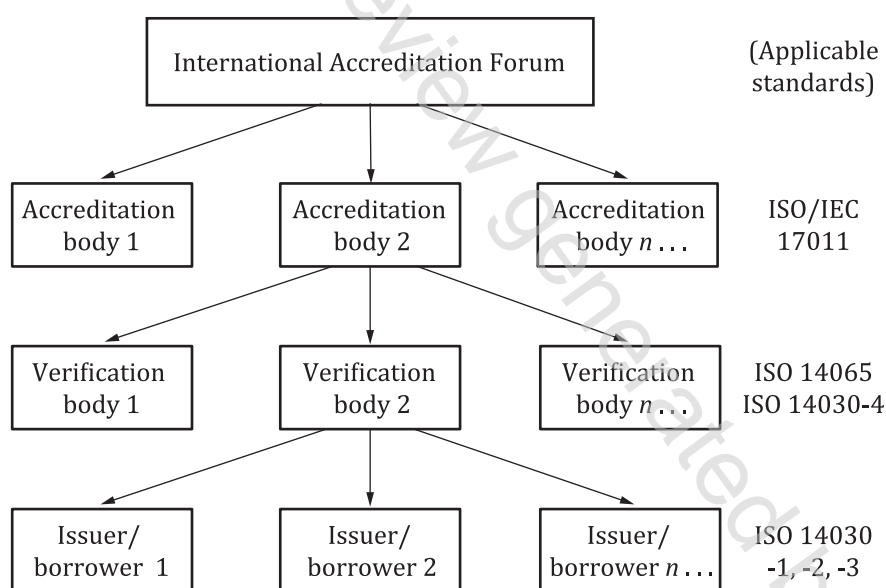 International Accreditation Forum
(Applicable
standards)
Accreditation
body 1
Accreditation
body 2
Accreditation
body n . . .
ISO/IEC
17011
Verification
body 1
Verification
body 2
Verification
body n . . .
ISO 14065
ISO 14030-4
Issuer/
borrower 1
Issuer/
borrower 2
Issuer/
borrower n . . .
ISO 14030
-1, -2, -3
eview generated b